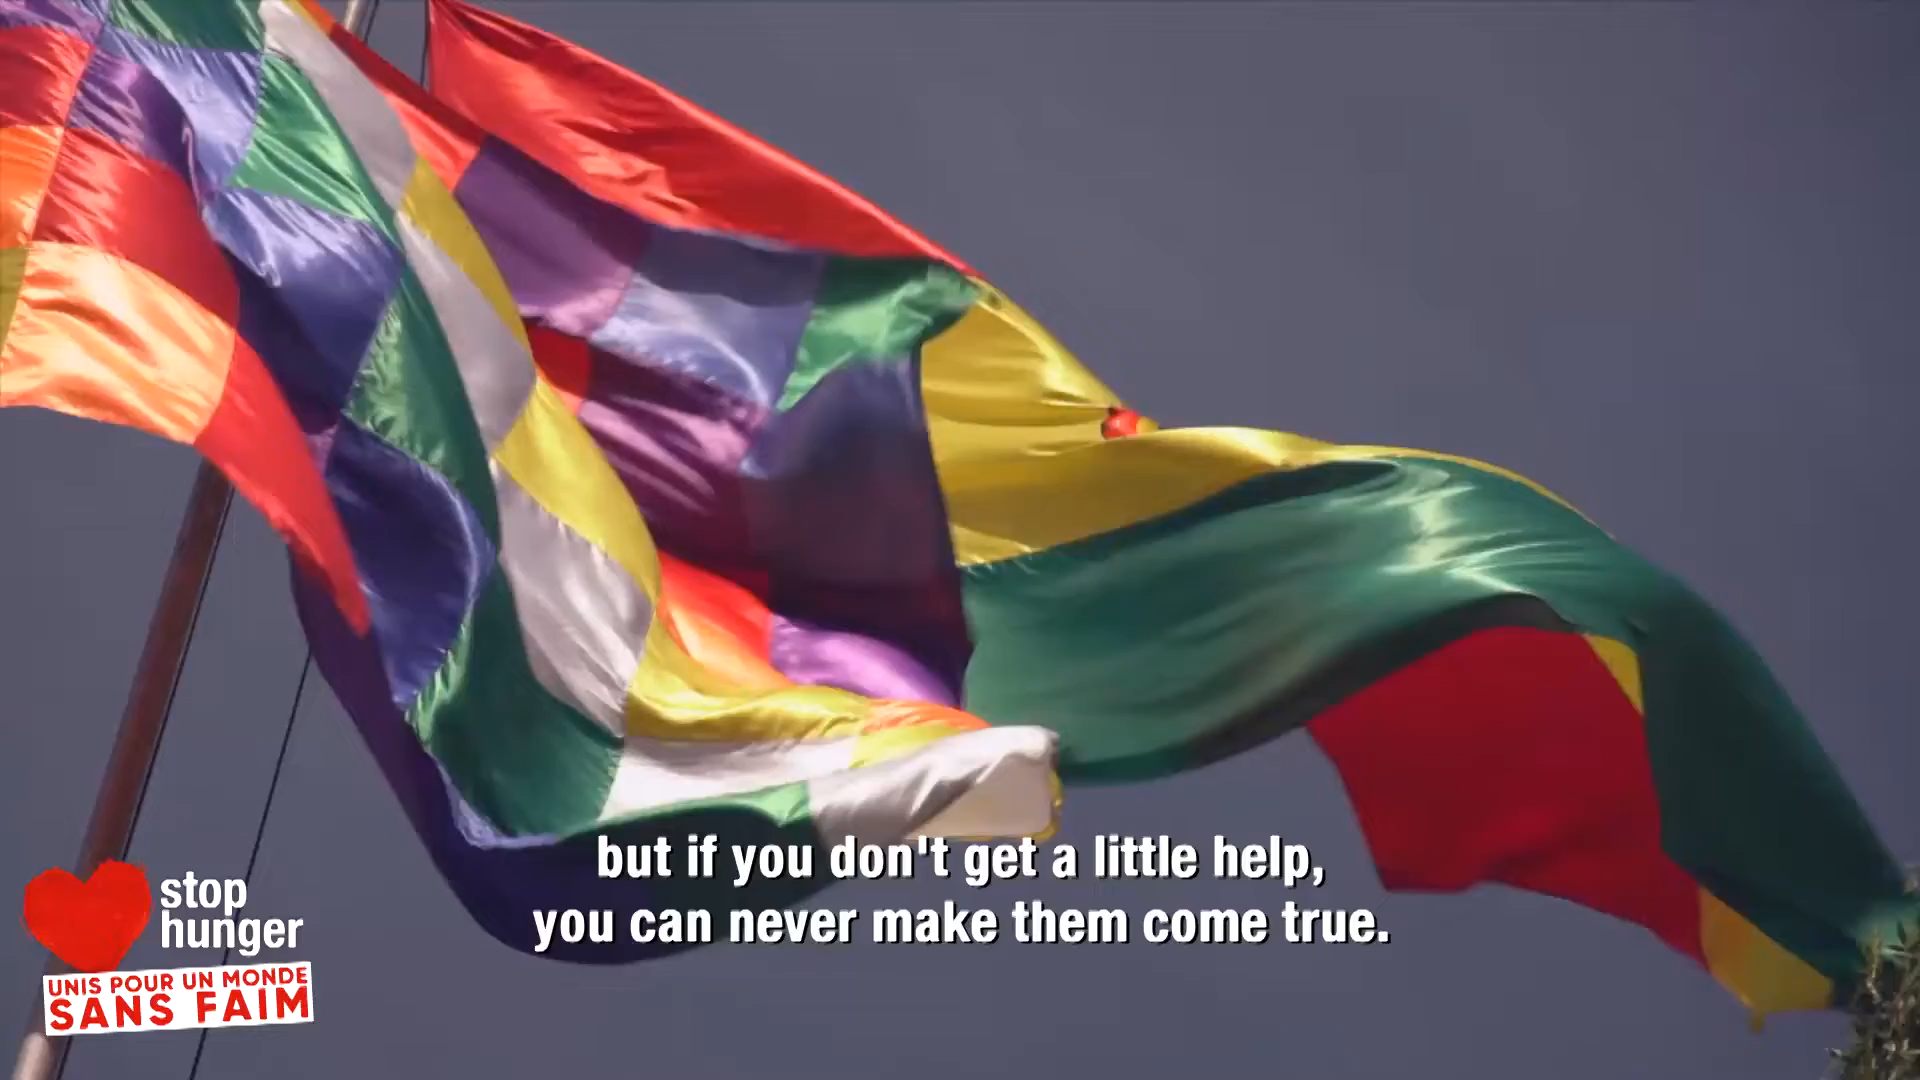 but if you don't get a little help,
you can never make them come true.
stop
hunger
UNIS POUR UN MONDE
SANS FAIM